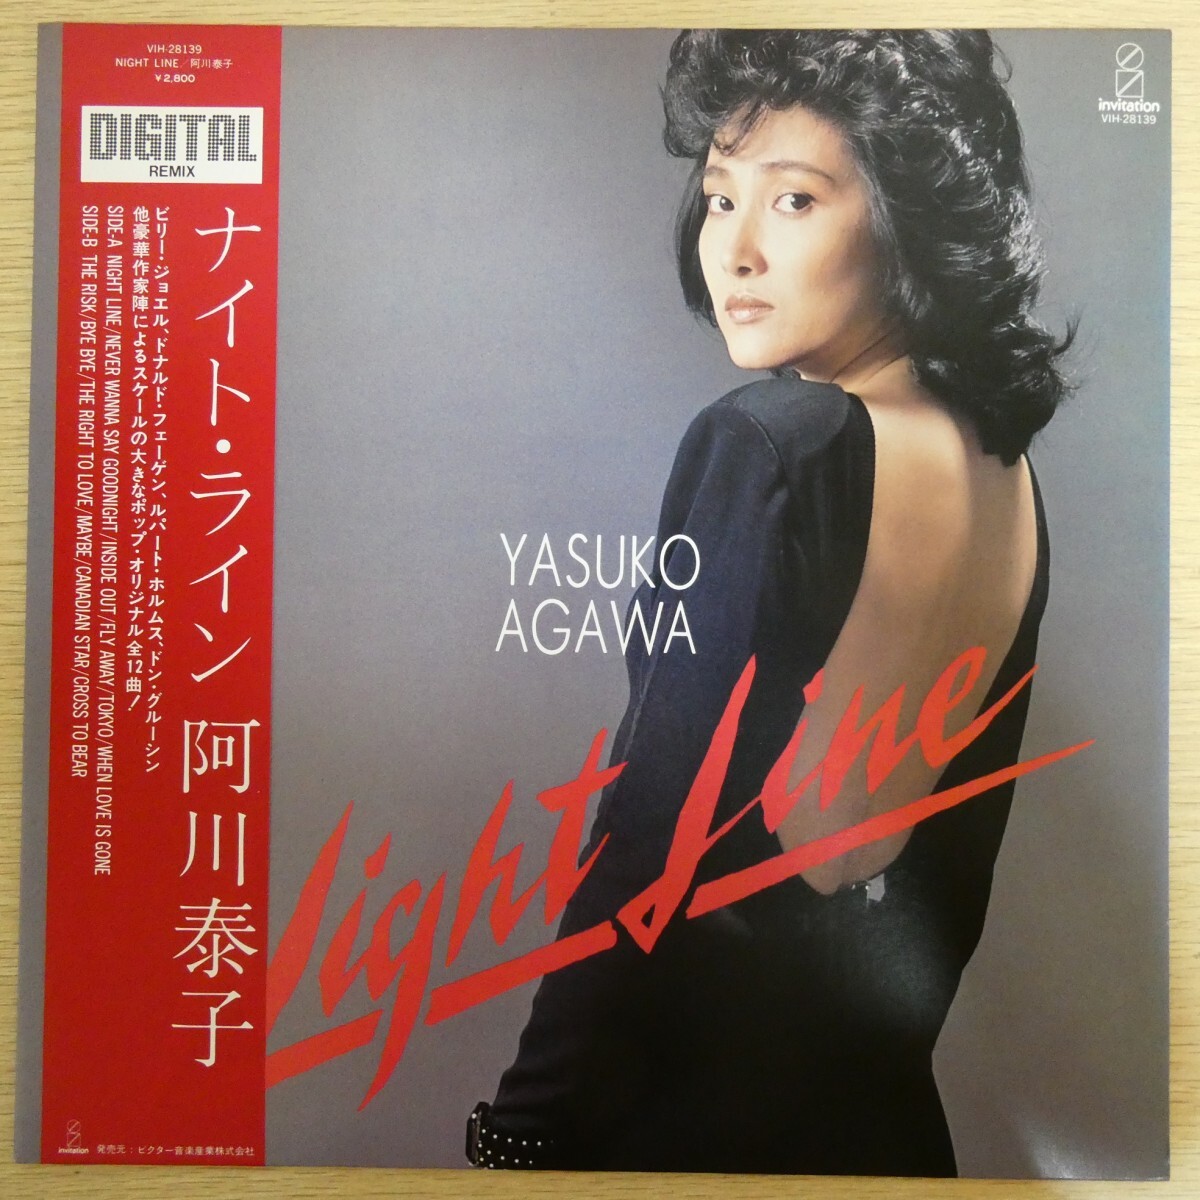 VIH-28139
NIGHT LINE/阿川泰子
¥2,800
DIGITAL
REMIX
ナイト・ライン 阿川泰子
ビリー・ジョエル、ドナルド・フェーゲン、ルパート・ホルムス、ドン・グルーシン
他豪華作家陣によるスケールの大きなポップ・オリジナル全12曲!
SIDE-A NIGHT LINE/NEVER WANNA SAY GOODNIGHT/INSIDE OUT/FLY AWAY/TOKYO/WHEN LOVE IS GONE
SIDE-B THE RISK/BYE BYE/THE RIGHT TO LOVE/MAYBE/CANADIAN STAR/CROSS TO BEAR
invitation
発売元:ビクター音楽産業株式会社
invitation
VIH-28139
YASUKO
AGAWA
Night Line